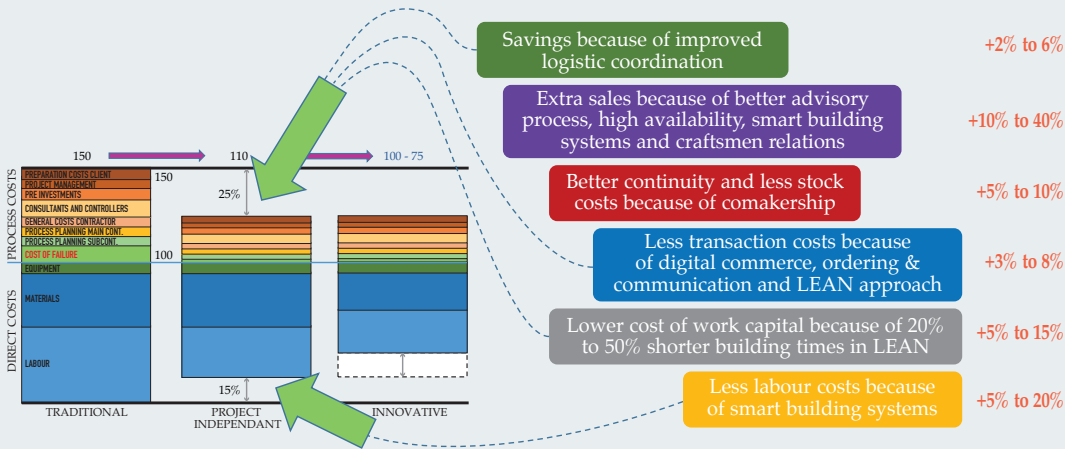 Savings because of improved
logistic coordination
+2% to 6%
Extra sales because of better advisory
process, high availability, smart building
systems and craftsmen relations
+10% to 40%
Better continuity and less stock
costs because of comakership
+5% to 10%
Less transaction costs because
of digital commerce, ordering &
communication and LEAN approach
+3% to 8%
Lower cost of work capital because of 20%
to 50% shorter building times in LEAN
+5% to 15%
Less labour costs because
of smart building systems
+5% to 20%
150
110
100 - 75
PROCESS COSTS
DIRECT COSTS
PREPARATION COSTS CLIENT
PROJECT MANAGEMENT
PRE INVESTMENTS
CONSULTANTS AND CONTROLLERS
GENERAL COSTS CONTRACTOR
PROCESS PLANNING MAIN CONT.
PROCESS PLANNING SUBCONT.
COST OF FAILURE
EQUIPMENT
MATERIALS
LABOUR
150
100
25%
15%
TRADITIONAL
PROJECT
INDEPENDANT
INNOVATIVE